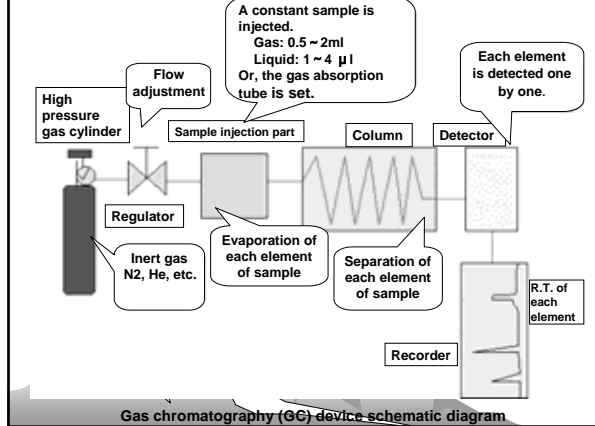 A constant sample is
injected.
Gas: 0.5～2ml
Liquid: 1～4 μl
Or, the gas absorption
tube is set.
Flow
adjustment
Each element
is detected one
by one.
High
pressure
gas cylinder
Sample injection part
Column
Detector
Regulator
Inert gas
N2, He, etc.
Evaporation of
each element
of sample
Separation of
each element
of sample
R.T. of
each
element
Recorder
Gas chromatography (GC) device schematic diagram